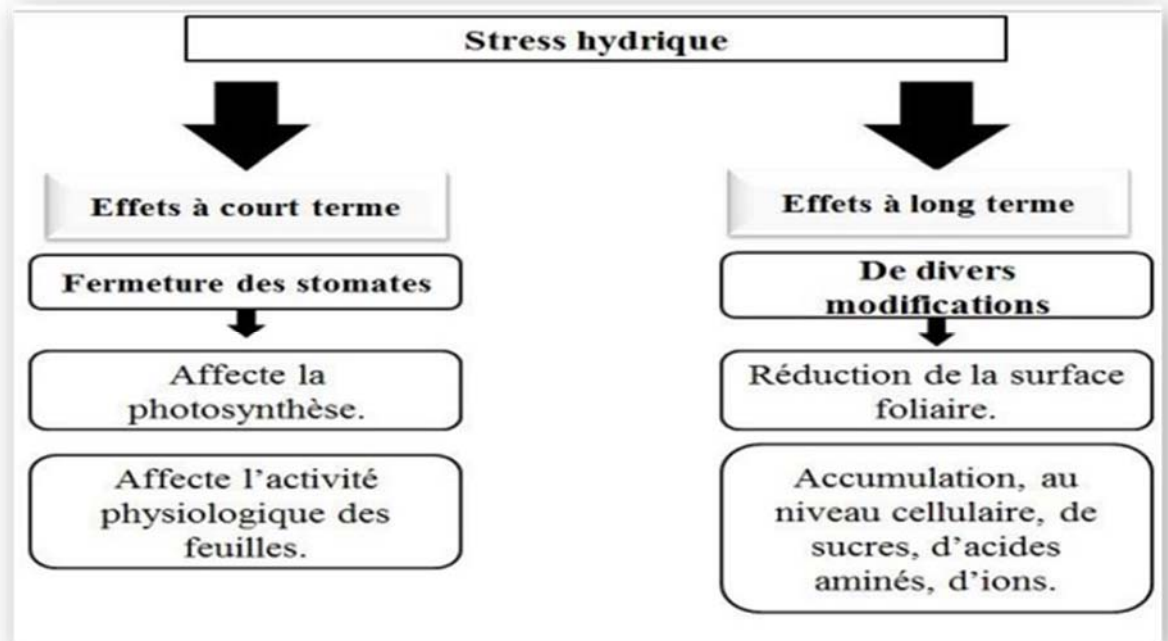 Stress hydrique
Effets à court terme
Fermeture des stomates
Affecte la
photosynthèse.
Affecte l’activité
physiologique des
feuilles.
Effets à long terme
De divers
modifications
Réduction de la surface
foliaire.
Accumulation, au
niveau cellulaire, de
sucres, d’acides
aminés, d’ions.